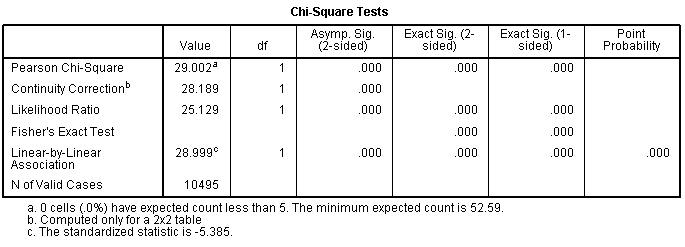 Chi-Square Tests
Value df Asymp. Sig. (2-sided) Exact Sig. (2-sided) Exact Sig. (1-sided) Point Probability
Pearson Chi-Square 29.002a 1 .000 .000 .000
Continuity Correctionb 28.189 1 .000
Likelihood Ratio 25.129 1 .000 .000 .000
Fisher's Exact Test .000 .000
Linear-by-Linear Association 28.999c 1 .000 .000 .000 .000
N of Valid Cases 10495
a. 0 cells (.0%) have expected count less than 5. The minimum expected count is 52.59.
b. Computed only for a 2x2 table
c. The standardized statistic is -5.385.